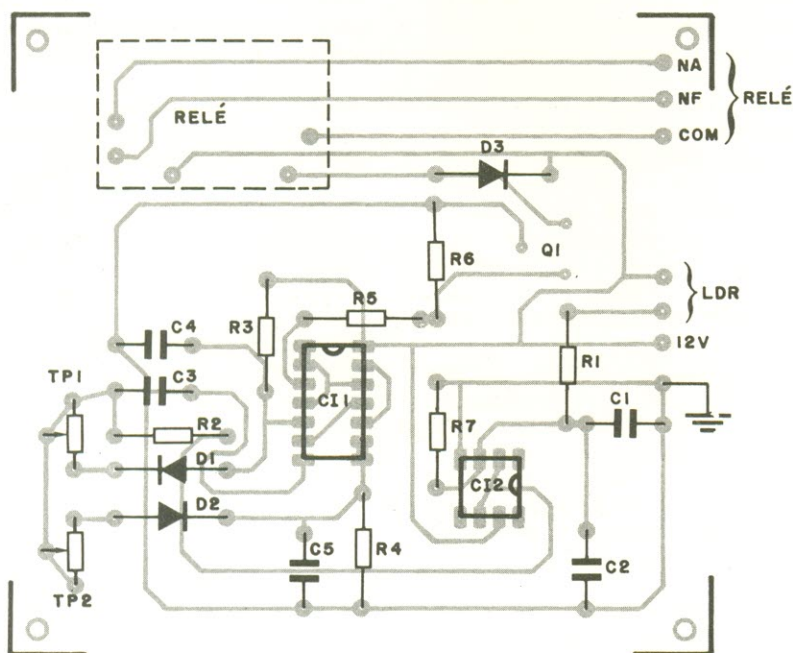 NA
NF
RELÉ
RELÉ
COM
D3
Q1
R6
LDR
R5
R3
C4
12V
TP1
C3
R1
CI1
C1
R2
R7
D1
CI2
D2
C5
R4
C2
TP2